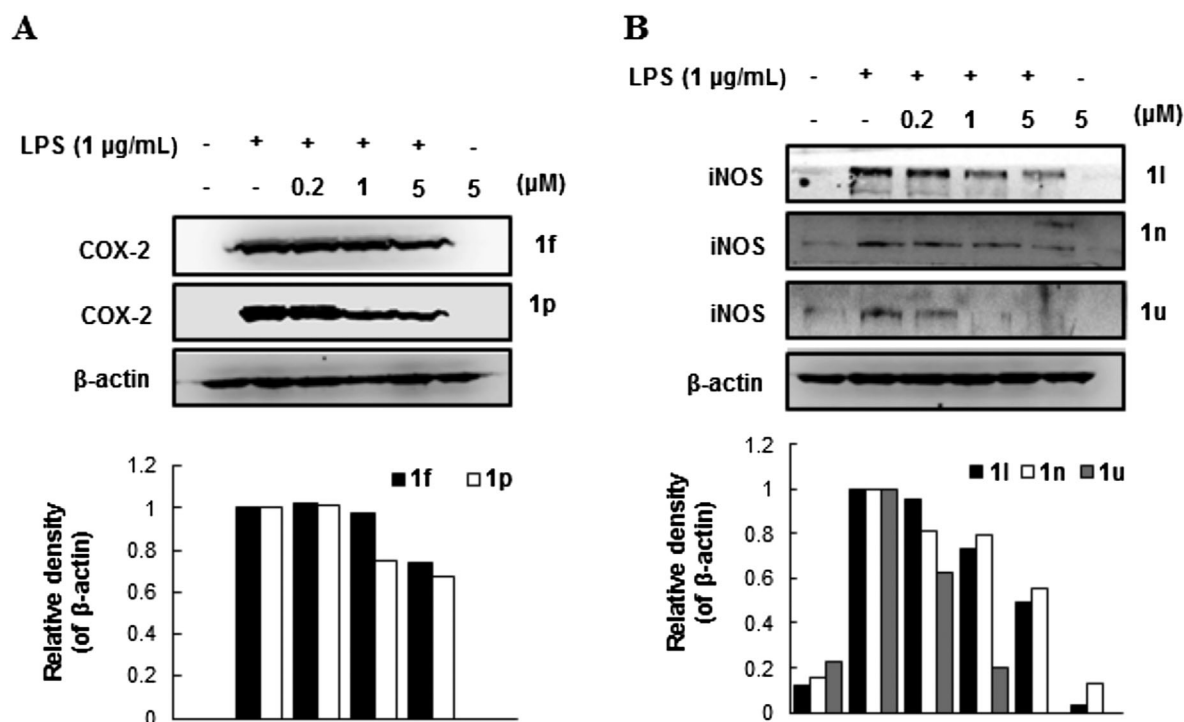 A
LPS (1 µg/mL) - + + + + -
- - 0.2 1 5 5 (µM)
COX-2 1f
COX-2 1p
β-actin
1.2
1
0.8
0.6
0.4
0.2
0
Relative density
(of β-actin)
1f 1p
B
LPS (1 µg/mL) - + + + + -
- - 0.2 1 5 5 (µM)
iNOS 1l
iNOS 1n
iNOS 1u
β-actin
1.2
1
0.8
0.6
0.4
0.2
0
Relative density
(of β-actin)
1l 1n 1u